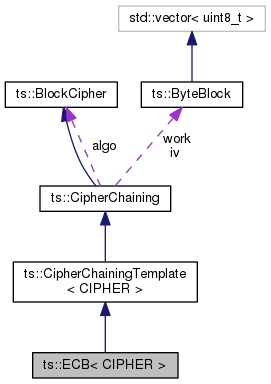 std::vector< uint8_t >
ts::BlockCipher
ts::ByteBlock
algo
work
iv
ts::CipherChaining
ts::CipherChainingTemplate
< CIPHER >
ts::ECB< CIPHER >